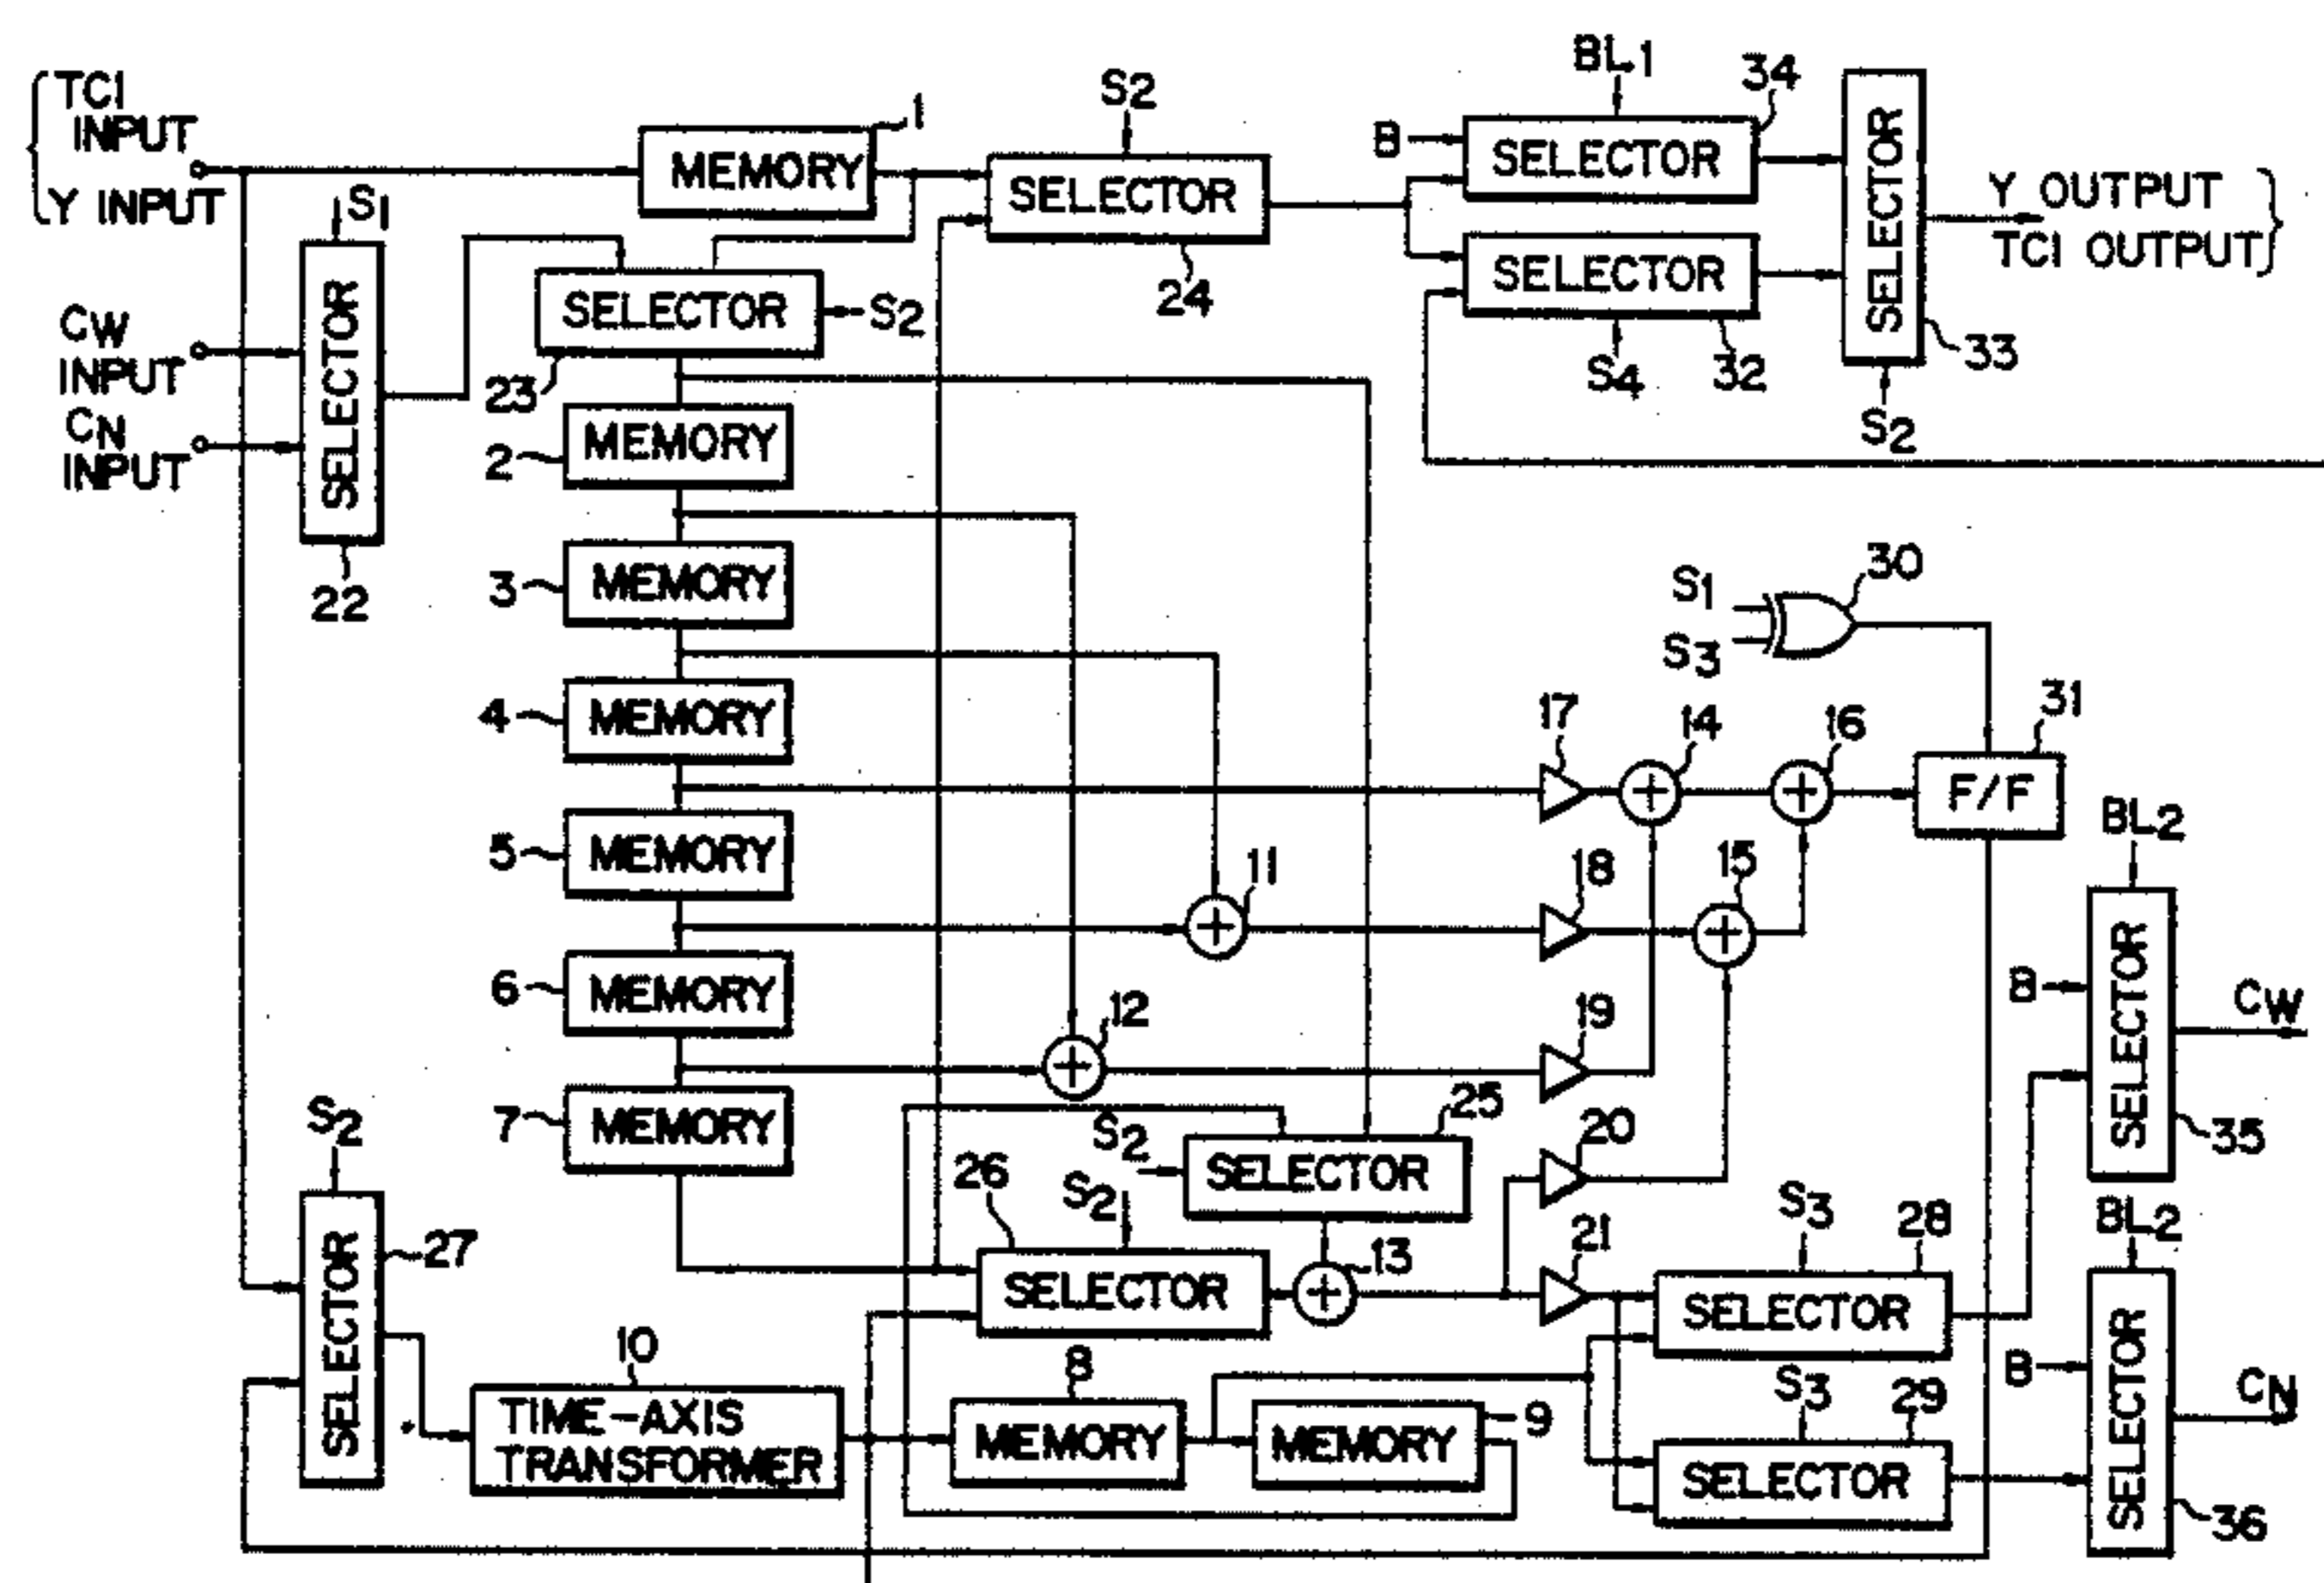 TCI
INPUT
Y INPUT
S1
CW
INPUT
CN
INPUT
SELECTOR
22
MEMORY
1
S2
SELECTOR
24
SELECTOR
S2
23
BL1
34
B
SELECTOR
SELECTOR
S4
32
SELECTOR
33
S2
Y OUTPUT
TCI OUTPUT
2
MEMORY
3
MEMORY
4
MEMORY
5
MEMORY
6
MEMORY
7
MEMORY
S1
S3
30
31
F/F
17
14
16
11
18
15
12
19
20
21
BL2
B
SELECTOR
CW
35
S2
SELECTOR
27
S2
25
SELECTOR
26
S2
SELECTOR
13
S3
28
SELECTOR
BL2
10
TIME-AXIS
TRANSFORMER
8
MEMORY
9
MEMORY
S3
29
SELECTOR
B
SELECTOR
CN
36